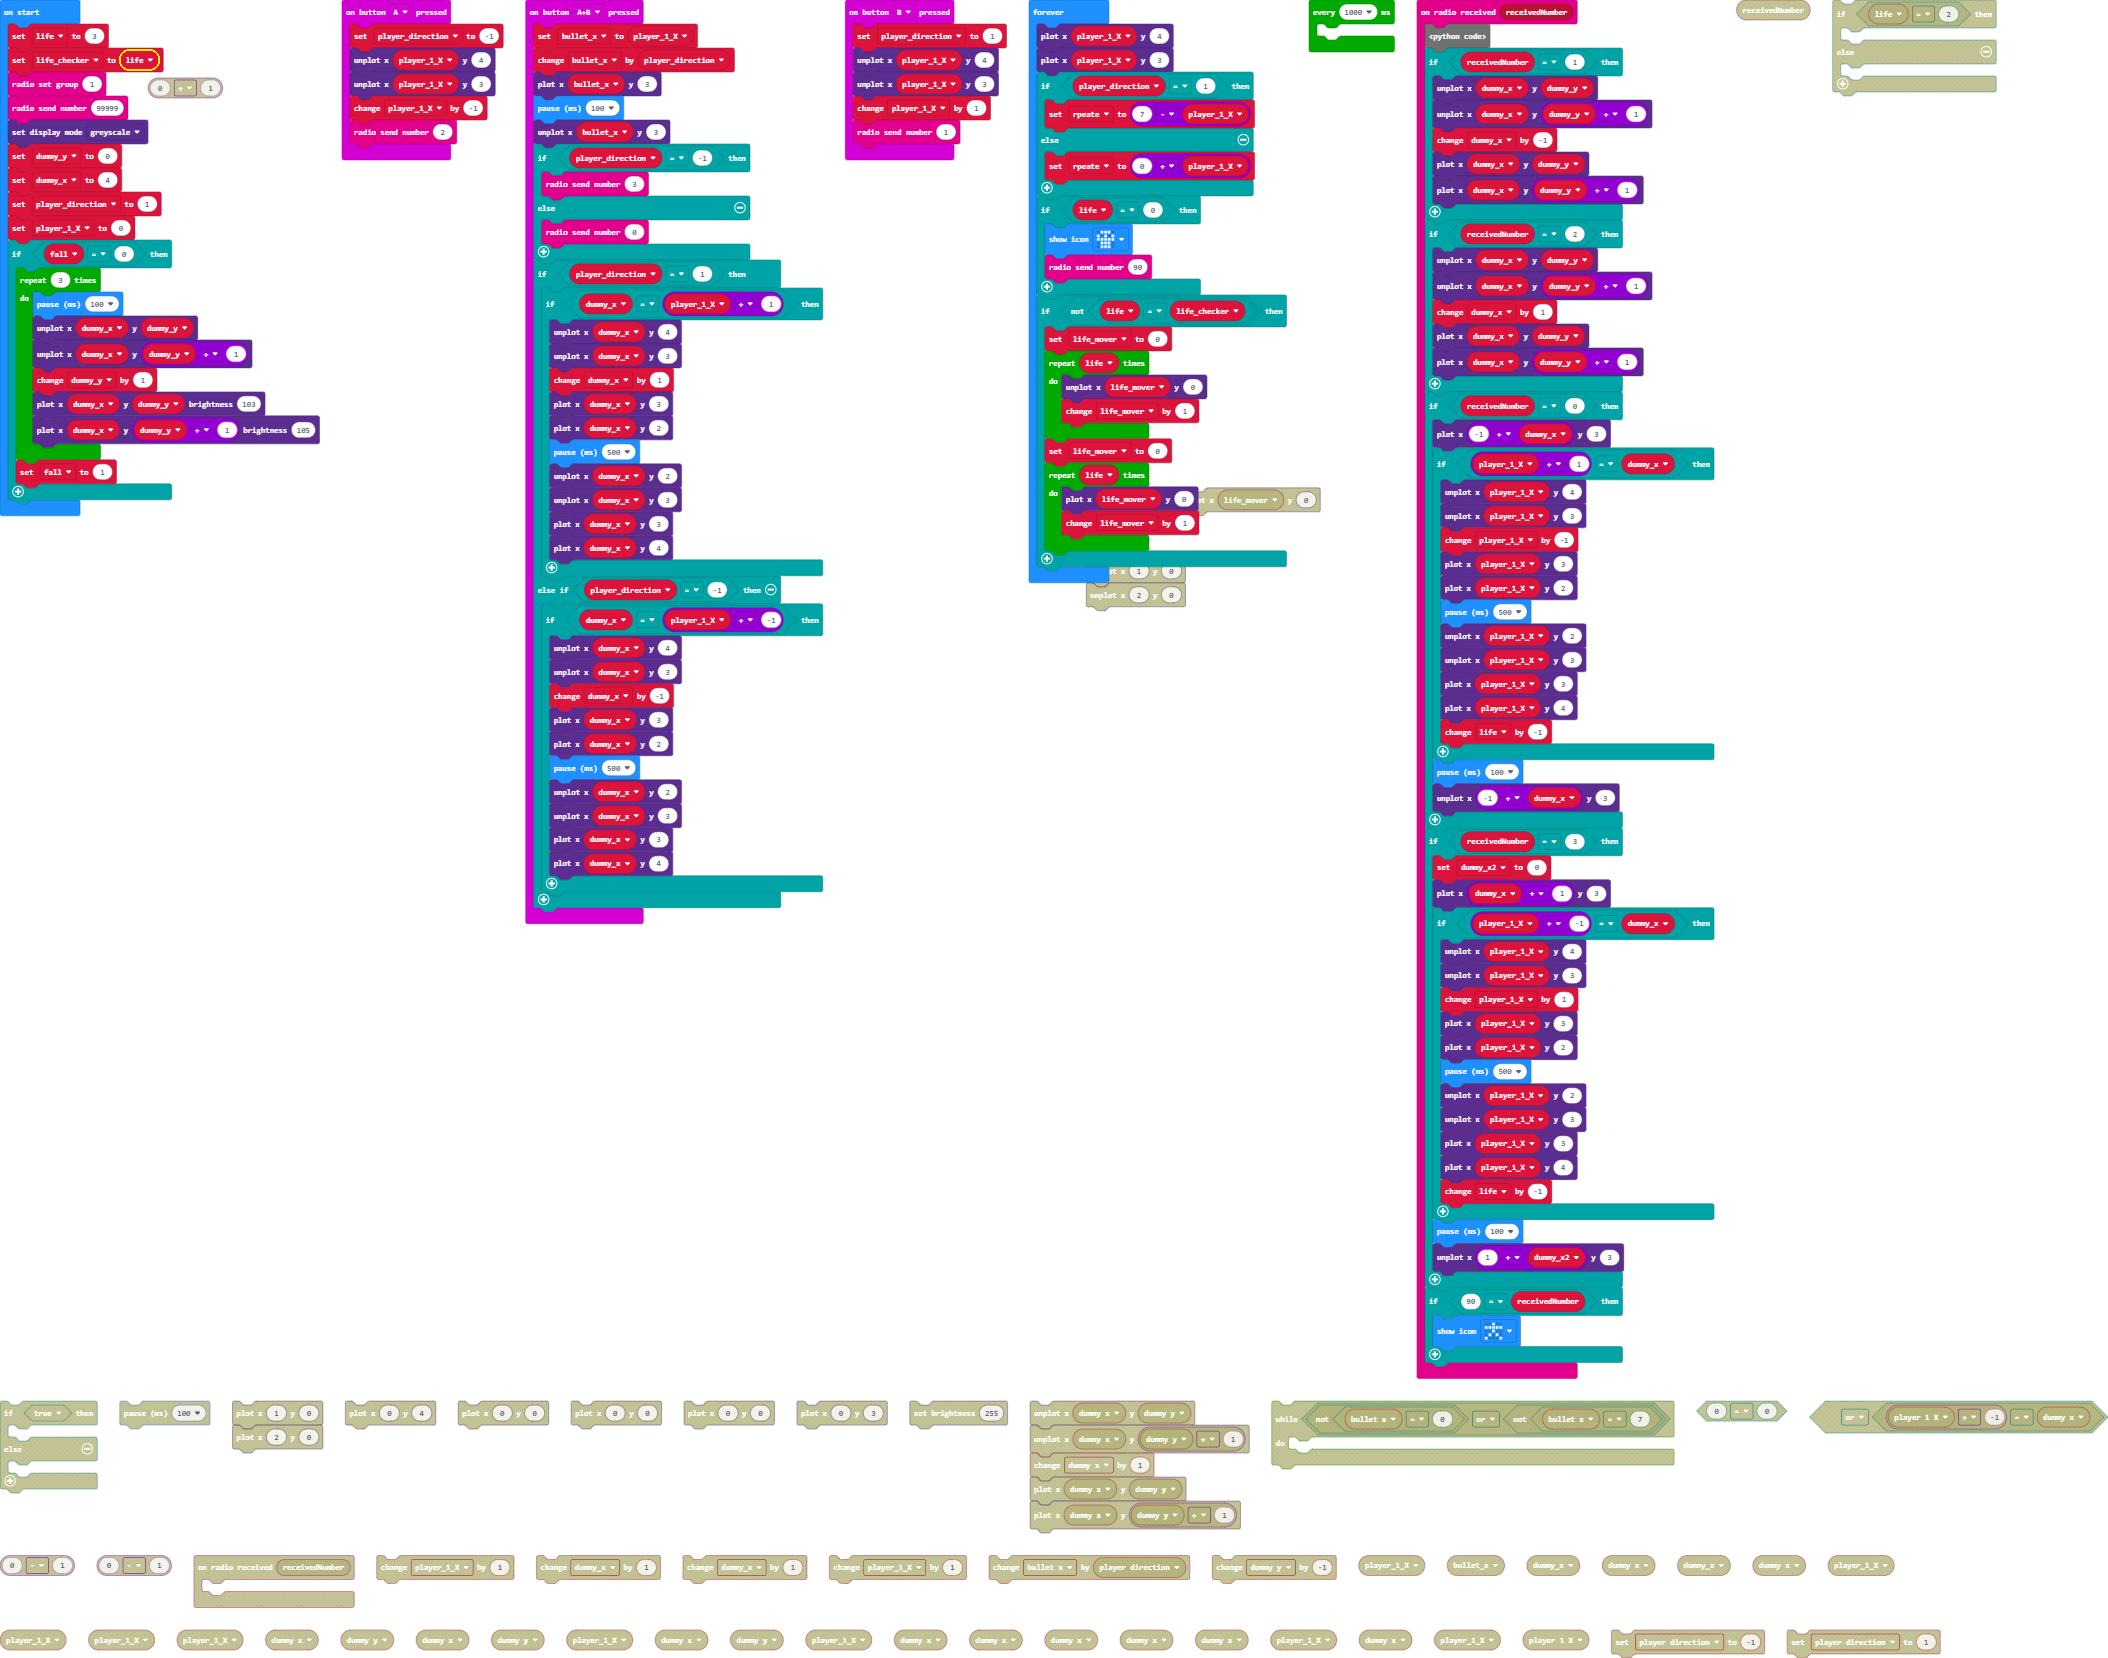 on start
set life to 3
set life_checker to life
radio set group 1
radio send number 99999
set display mode greyscale
set dummy_y to 0
set dummy_x to 4
set player_direction to 1
set player_1_X to 0
if fall = 0 then
repeat 3 times
do
pause (ms) 100
unplot x dummy_x y dummy_y
unplot x dummy_x y dummy_y + 1
change dummy_y by 1
plot x dummy_x y dummy_y brightness 103
plot x dummy_x y dummy_y + 1 brightness 105
set fall to 1
0 + 1
on button A pressed
set player_direction to -1
unplot x player_1_X y 4
unplot x player_1_X y 3
change player_1_X by -1
radio send number 2
on button A+B pressed
set bullet_x to player_1_X
change bullet_x by player_direction
plot x bullet_x y 3
pause (ms) 100
unplot x bullet_x y 3
if player_direction = -1 then
radio send number 3
else
radio send number 0
if player_direction = 1 then
if dummy_x = player_1_X + 1 then
unplot x dummy_x y 4
unplot x dummy_x y 3
change dummy_x by 1
plot x dummy_x y 3
plot x dummy_x y 2
pause (ms) 500
unplot x dummy_x y 2
unplot x dummy_x y 3
plot x dummy_x y 3
plot x dummy_x y 4
else if player_direction = -1 then
if dummy_x = player_1_X + -1 then
unplot x dummy_x y 4
unplot x dummy_x y 3
change dummy_x by -1
plot x dummy_x y 3
plot x dummy_x y 2
pause (ms) 500
unplot x dummy_x y 2
unplot x dummy_x y 3
plot x dummy_x y 3
plot x dummy_x y 4
on button B pressed
set player_direction to 1
unplot x player_1_X y 4
unplot x player_1_X y 3
change player_1_X by 1
radio send number 1
forever
plot x player_1_X y 4
plot x player_1_X y 3
if player_direction = 1 then
set rpeate to 7 - player_1_X
else
set rpeate to 0 + player_1_X
if life = 0 then
show icon
radio send number 90
if not life = life_checker then
set life_mover to 0
repeat life times
do
unplot x life_mover y 0
change life_mover by 1
set life_mover to 0
repeat life times
do
plot x life_mover y 0
change life_mover by 1
x life_mover y 0
x 1 y 0
unplot x 2 y 0
every 1000 ms
on radio received receivedNumber
<python code>
if receivedNumber = 1 then
unplot x dummy_x y dummy_y
unplot x dummy_x y dummy_y + 1
change dummy_x by -1
plot x dummy_x y dummy_y
plot x dummy_x y dummy_y + 1
if receivedNumber = 2 then
unplot x dummy_x y dummy_y
unplot x dummy_x y dummy_y + 1
change dummy_x by 1
plot x dummy_x y dummy_y
plot x dummy_x y dummy_y + 1
if receivedNumber = 0 then
plot x -1 + dummy_x y 3
if player_1_X + 1 = dummy_x then
unplot x player_1_X y 4
unplot x player_1_X y 3
change player_1_X by -1
plot x player_1_X y 3
plot x player_1_X y 2
pause (ms) 500
unplot x player_1_X y 2
unplot x player_1_X y 3
plot x player_1_X y 3
plot x player_1_X y 4
change life by -1
pause (ms) 100
unplot x -1 + dummy_x y 3
if receivedNumber = 3 then
set dummy_x2 to 0
plot x dummy_x + 1 y 3
if player_1_X + -1 = dummy_x then
unplot x player_1_X y 4
unplot x player_1_X y 3
change player_1_X by 1
plot x player_1_X y 3
plot x player_1_X y 2
pause (ms) 500
unplot x player_1_X y 2
unplot x player_1_X y 3
plot x player_1_X y 3
plot x player_1_X y 4
change life by -1
pause (ms) 100
unplot x 1 + dummy_x2 y 3
if 90 = receivedNumber then
show icon
receivedNumber
if life = 2 then
else
if true then
else
pause (ms) 100
plot x 1 y 0
plot x 2 y 0
plot x 0 y 4
plot x 0 y 0
plot x 0 y 0
plot x 0 y 0
plot x 0 y 3
set brightness 255
unplot x dummy x y dummy y
unplot x dummy x y dummy y + 1
change dummy x by 1
plot x dummy x y dummy y
plot x dummy x y dummy y + 1
while not bullet x = 0 or not bullet x = 7
do
0 = 0
or player 1 X + -1 = dummy x
0 - 1
0 - 1
on radio received receivedNumber
change player_1_X by 1
change dummy_x by 1
change dummy_x by 1
change player_1_X by 1
change bullet x by player direction
change dummy y by -1
player_1_X
bullet_x
dummy_x
dummy x
dummy_x
dummy x
player_1_X
player_1_X
player_1_X
player_1_X
dummy x
dummy y
dummy x
dummy y
player_1_X
dummy x
dummy y
player_1_X
dummy x
dummy x
dummy x
dummy x
dummy x
player_1_X
dummy x
player_1_X
player 1 X
set player direction to -1
set player direction to 1